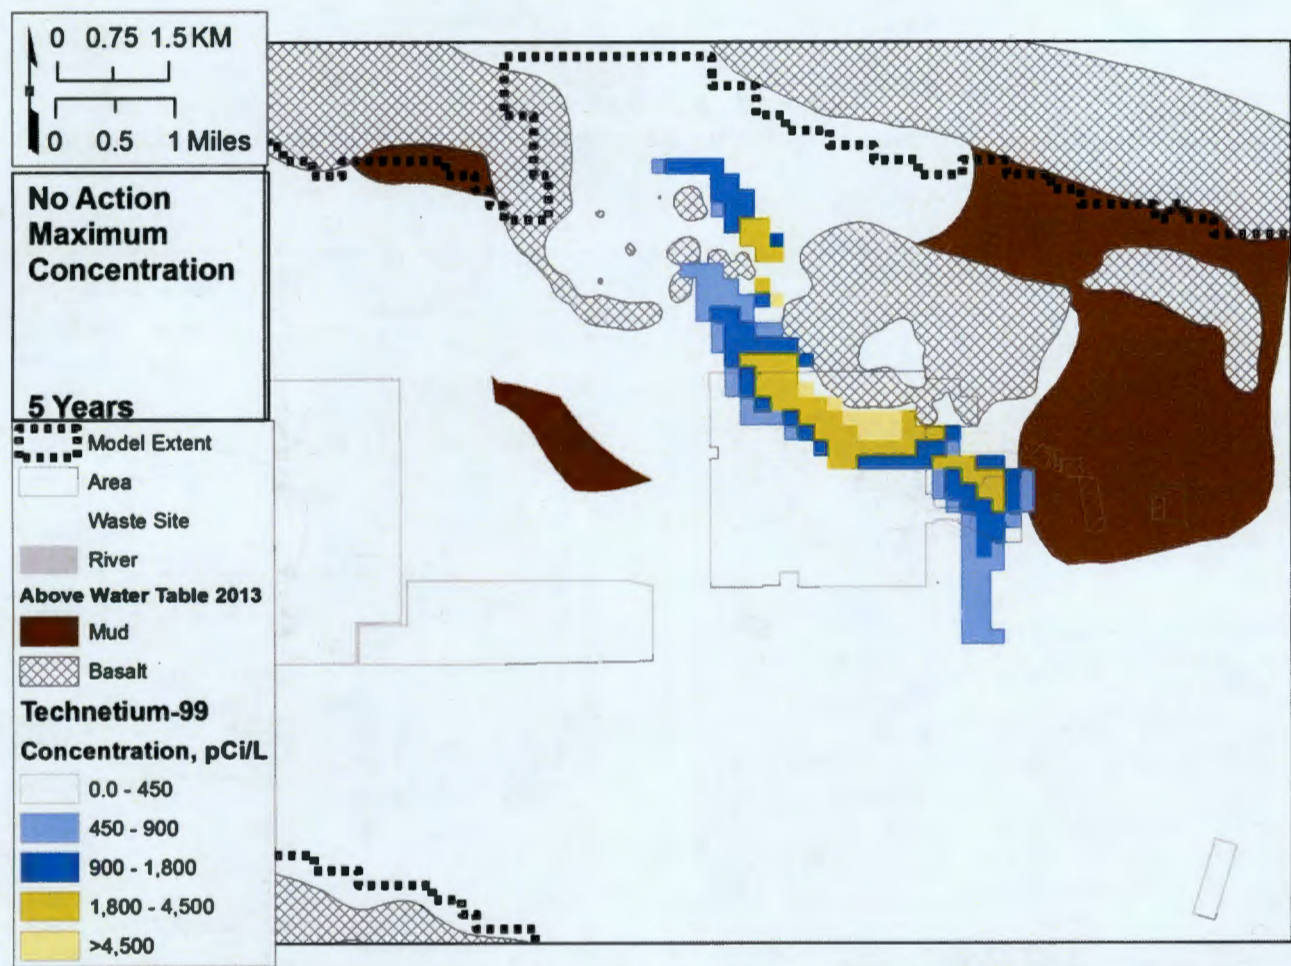 0 0.75 1.5 KM
0 0.5 1 Miles
No Action
Maximum
Concentration
5 Years
Model Extent
Area
Waste Site
River
Above Water Table 2013
Mud
Basalt
Technetium-99
Concentration, pCi/L
0.0 - 450
450 - 900
900 - 1,800
1,800 - 4,500
>4,500